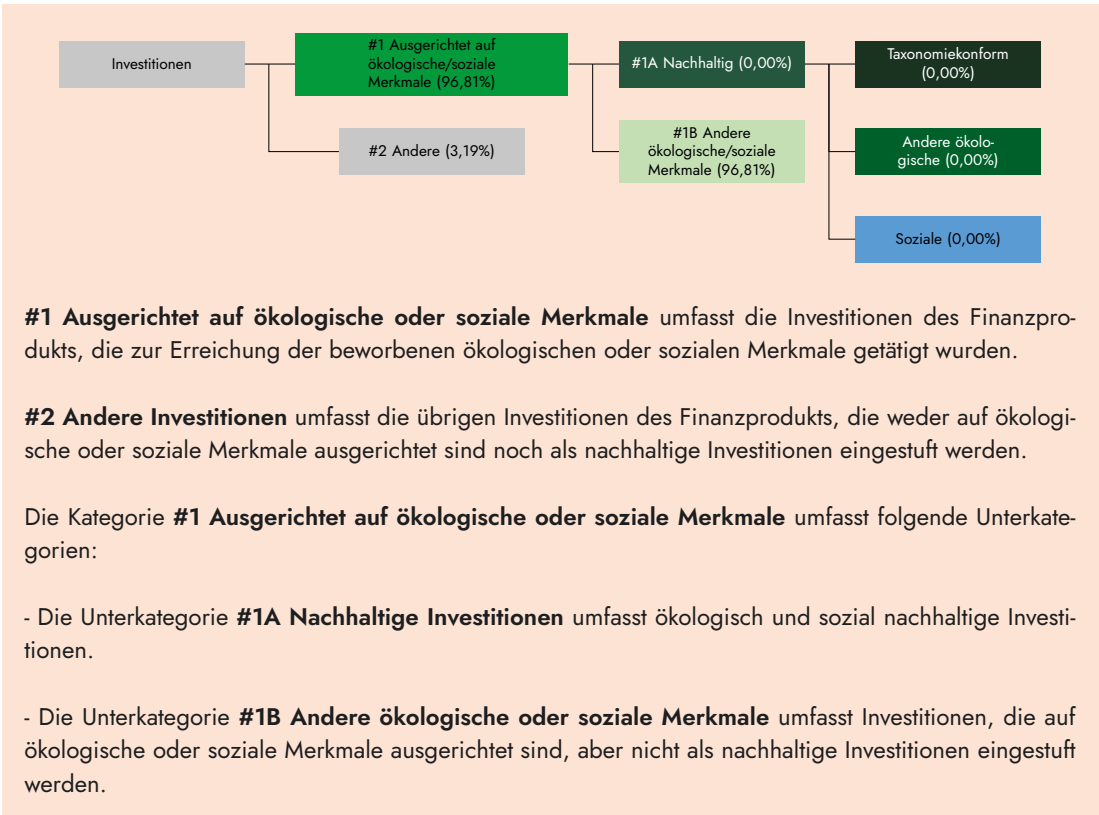 Investitionen
#1 Ausgerichtet auf
ökologische/soziale
Merkmale (96,81%)
#1A Nachhaltig (0,00%)
Taxonomiekonform
(0,00%)
#2 Andere (3,19%)
#1B Andere
ökologische/soziale
Merkmale (96,81%)
Andere ökolo-
gische (0,00%)
Soziale (0,00%)
#1 Ausgerichtet auf ökologische oder soziale Merkmale umfasst die Investitionen des Finanzpro-
dukts, die zur Erreichung der beworbenen ökologischen oder sozialen Merkmale getätigt wurden.
#2 Andere Investitionen umfasst die übrigen Investitionen des Finanzprodukts, die weder auf ökologi-
sche oder soziale Merkmale ausgerichtet sind noch als nachhaltige Investitionen eingestuft werden.
Die Kategorie #1 Ausgerichtet auf ökologische oder soziale Merkmale umfasst folgende Unterkate-
gorien:
- Die Unterkategorie #1A Nachhaltige Investitionen umfasst ökologisch und sozial nachhaltige Investi-
tionen.
- Die Unterkategorie #1B Andere ökologische oder soziale Merkmale umfasst Investitionen, die auf
ökologische oder soziale Merkmale ausgerichtet sind, aber nicht als nachhaltige Investitionen eingestuft
werden.